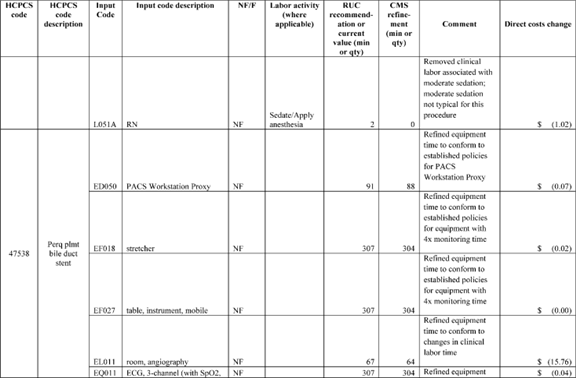 HCPCS code	HCPCS code description	Input Code	Input code description	NF/F	Labor activity (where applicable)	RUC recommend-ation or current value (min or qty)	CMS refine-ment (min or qty)	Comment	Direct costs change
L051A	RN	NF	Sedate/Apply anesthesia	2	0	Removed clinical labor associated with moderate sedation; moderate sedation not typical for this procedure	$ (1.02)
47538	Perq plmt bile duct stent	ED050	PACS Workstation Proxy	NF	91	88	Refined equipment time to conform to established policies for PACS Workstation Proxy	$ (0.07)
EF018	stretcher	NF	307	304	Refined equipment time to conform to established policies for equipment with 4x monitoring time	$ (0.02)
EF027	table, instrument, mobile	NF	307	304	Refined equipment time to conform to established policies for equipment with 4x monitoring time	$ (0.00)
EL011	room, angiography	NF	67	64	Refined equipment time to conform to changes in clinical labor time	$ (15.76)
EQ011	ECG, 3-channel (with SpO2,	NF	307	304	Refined equipment	$ (0.04)